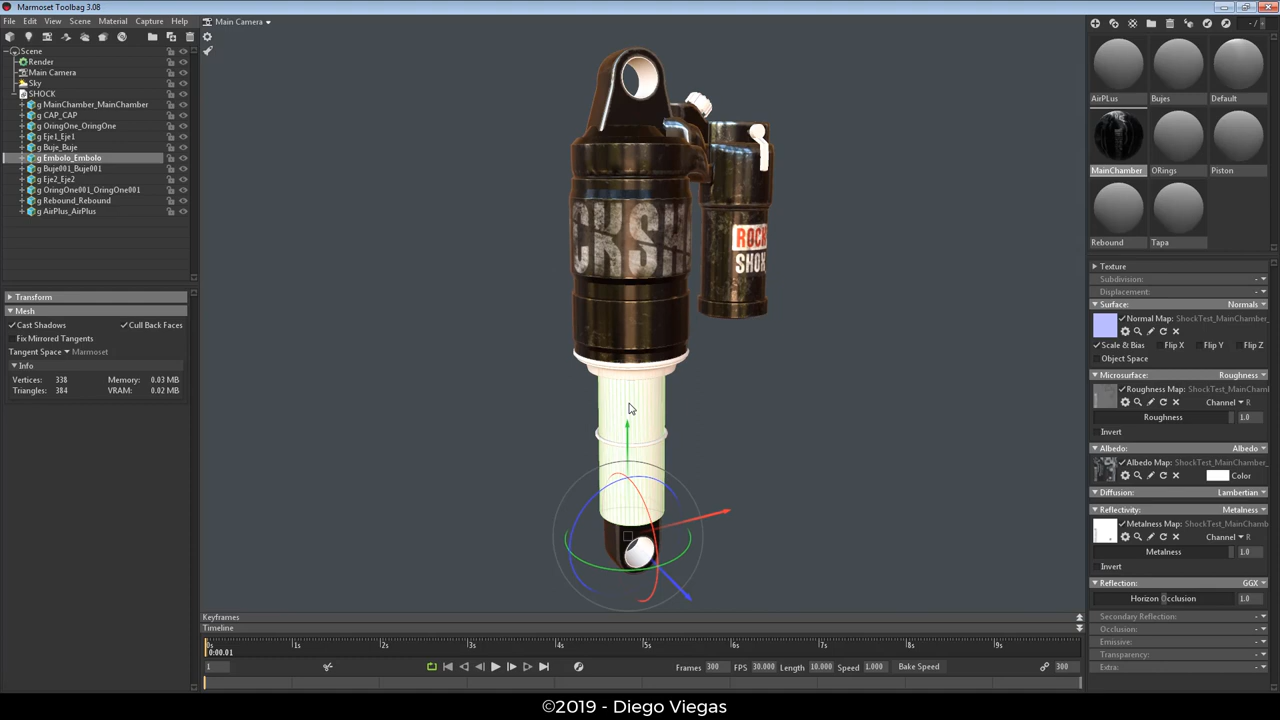 Marmoset Toolbag 3.08
File Edit View Scene Material Capture Help
Main Camera
Scene
Render
Main Camera
Sky
SHOCK
g MainChamber_MainChamber
g CAP_CAP
g OringOne_OringOne
g Eje1_Eje1
g Buje_Buje
g Embolo_Embolo
g Buje001_Buje001
g Eje2_Eje2
g OringOne001_OringOne001
g Rebound_Rebound
g AirPlus_AirPlus
Transform
Mesh
Cast Shadows Cull Back Faces
Fix Mirrored Tangents
Tangent Space Marmoset
Info
Vertices: 338 Memory: 0.03 MB
Triangles: 384 VRAM: 0.02 MB
CKSH
ROCK
SHOX
Keyframes
Timeline
0s 1s 2s 3s 4s 5s 6s 7s 8s 9s
0:00.01
1 Frames 300 FPS 30.000 Length 10.000 Speed 1.000 Bake Speed 300
AirPLus Bujes Default
MainChamber ORings Piston
Rebound Tapa
Texture
Subdivision:
Displacement:
Surface: Normals
Normal Map: ShockTest_MainChamber_
Scale & Bias Flip X Flip Y Flip Z
Object Space
Microsurface: Roughness
Roughness Map: ShockTest_MainCham
Channel R
Roughness 1.0
Invert
Albedo: Albedo
Albedo Map: ShockTest_MainChamber_
Color
Diffusion: Lambertian
Reflectivity: Metalness
Metalness Map: ShockTest_MainChamb
Channel R
Metalness 1.0
Invert
Reflection: GGX
Horizon Occlusion 1.0
Secondary Reflection:
Occlusion:
Emissive:
Transparency:
Extra:
©2019 - Diego Viegas